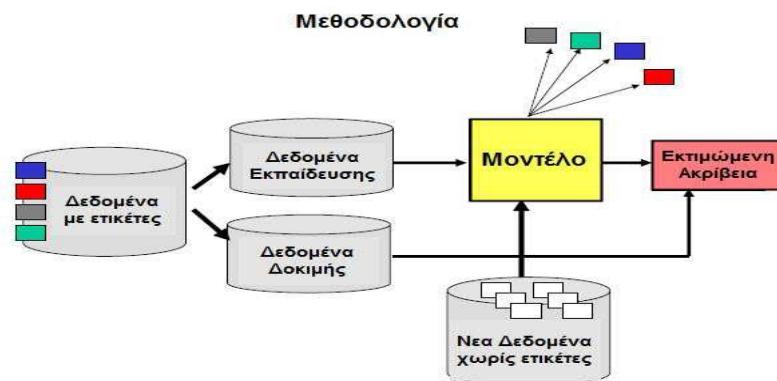 Μεθοδολογία
Δεδομένα
με ετικέτες
Δεδομένα
Εκπαίδευσης
Μοντέλο
Εκτιμώμενη
Ακρίβεια
Δεδομένα
Δοκιμής
Νεα Δεδομένα
χωρίς ετικέτες